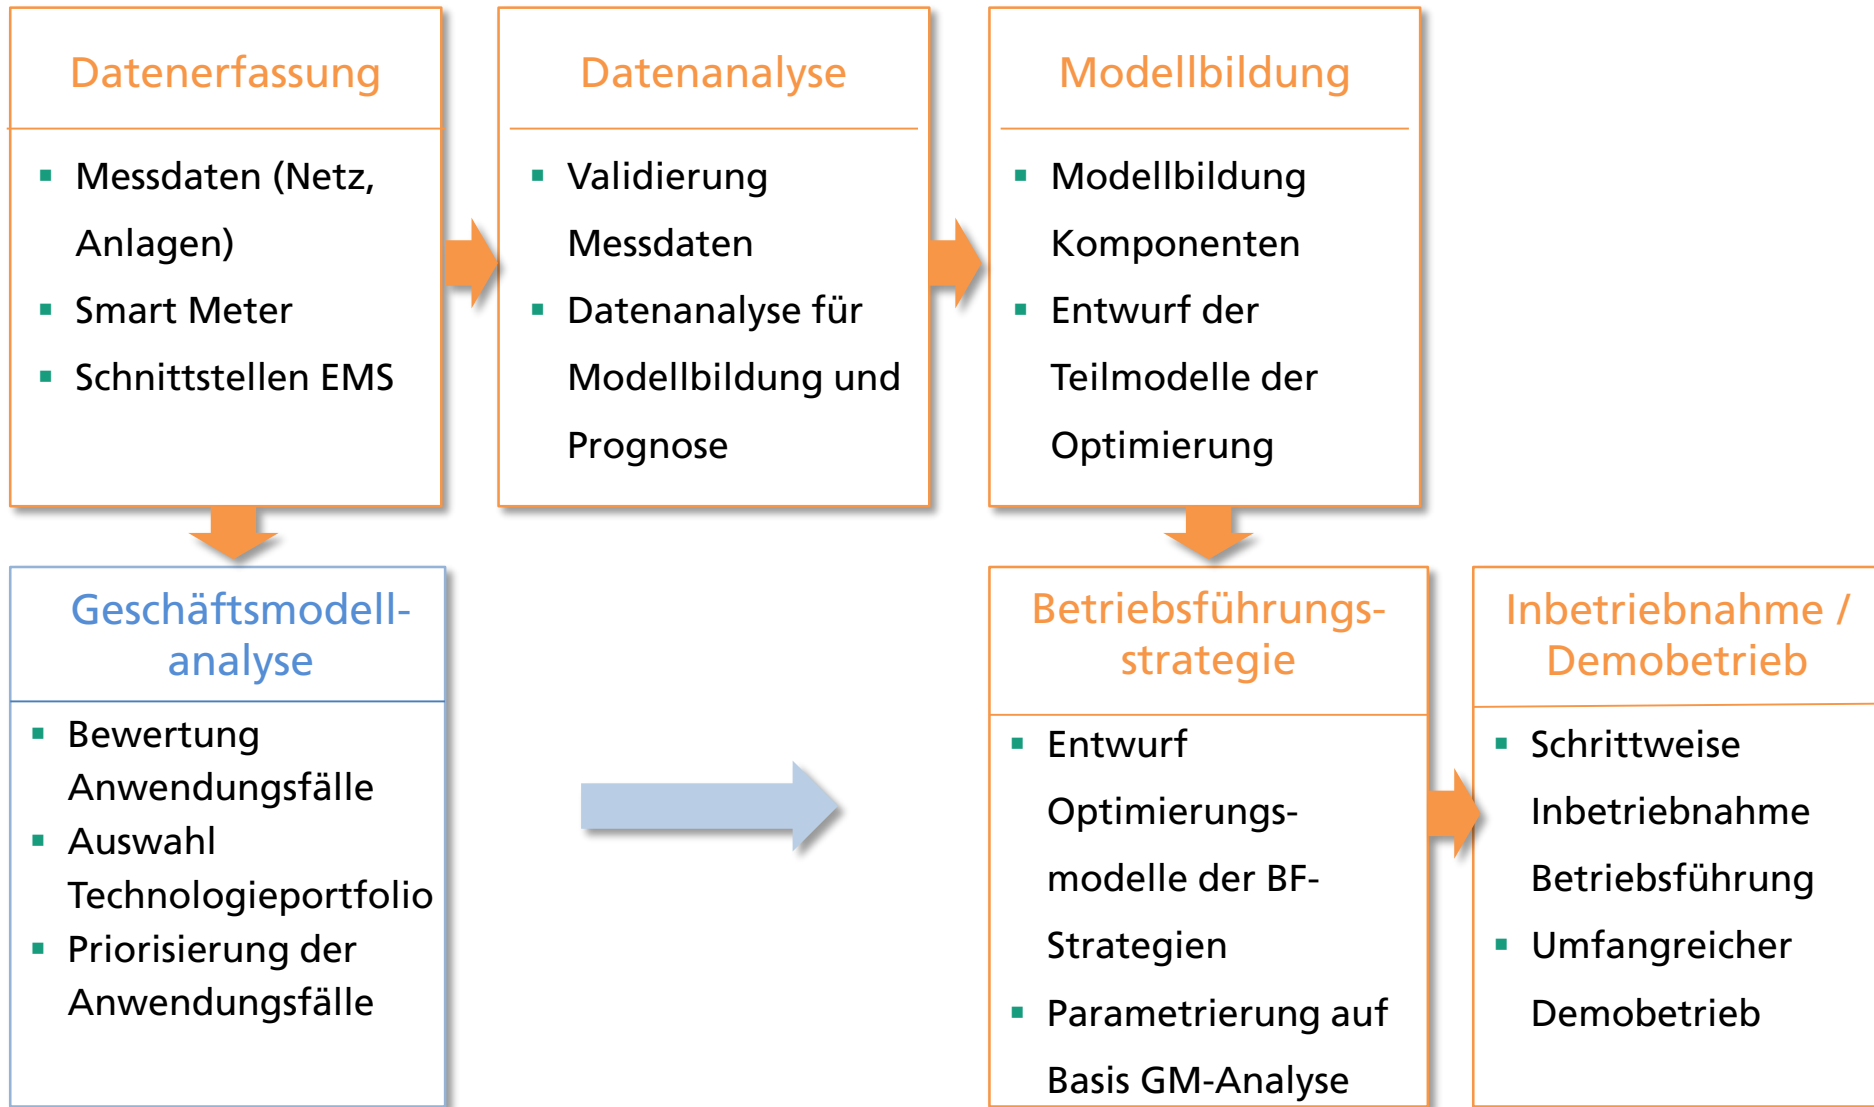 Datenerfassung
Messdaten (Netz,
Anlagen)
Smart Meter
Schnittstellen EMS
Datenanalyse
Validierung
Messdaten
Datenanalyse für
Modellbildung und
Prognose
Modellbildung
Modellbildung
Komponenten
Entwurf der
Teilmodelle der
Optimierung
Geschäftsmodell-
analyse
Bewertung
Anwendungsfälle
Auswahl
Technologieportfolio
Priorisierung der
Anwendungsfälle
Betriebsführungs-
strategie
Entwurf
Optimierungs-
modelle der BF-
Strategien
Parametrierung auf
Basis GM-Analyse
Inbetriebnahme /
Demobetrieb
Schrittweise
Inbetriebnahme
Betriebsführung
Umfangreicher
Demobetrieb